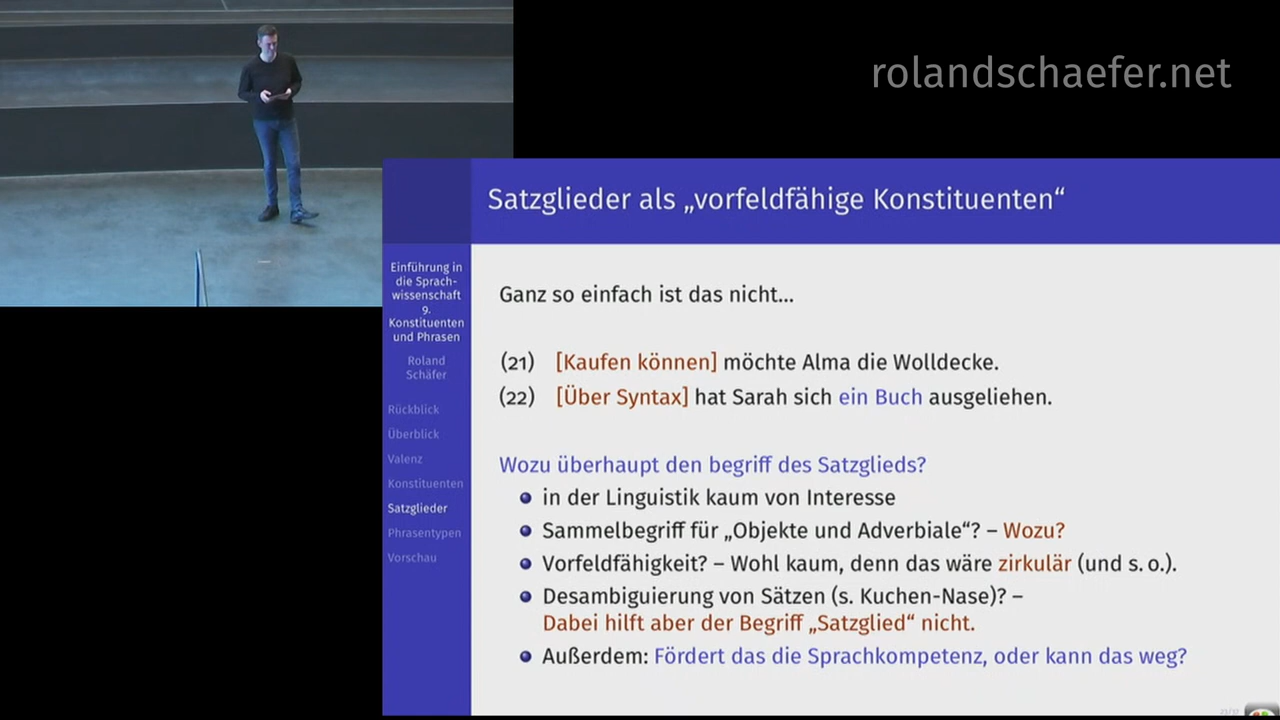 rolandschaefer.net
Satzglieder als „vorfeldfähige Konstituenten“
Einführung in
die Sprach-
wissenschaft
9.
Konstituenten
und Phrasen
Roland
Schäfer
Rückblick
Überblick
Valenz
Konstituenten
Satzglieder
Phrasentypen
Vorschau
Ganz so einfach ist das nicht...
(21) [Kaufen können] möchte Alma die Wolldecke.
(22) [Über Syntax] hat Sarah sich ein Buch ausgeliehen.
Wozu überhaupt den begriff des Satzglieds?
in der Linguistik kaum von Interesse
Sammelbegriff für „Objekte und Adverbiale“? – Wozu?
Vorfeldfähigkeit? – Wohl kaum, denn das wäre zirkulär (und s. o.).
Desambiguierung von Sätzen (s. Kuchen-Nase)? –
Dabei hilft aber der Begriff „Satzglied“ nicht.
Außerdem: Fördert das die Sprachkompetenz, oder kann das weg?